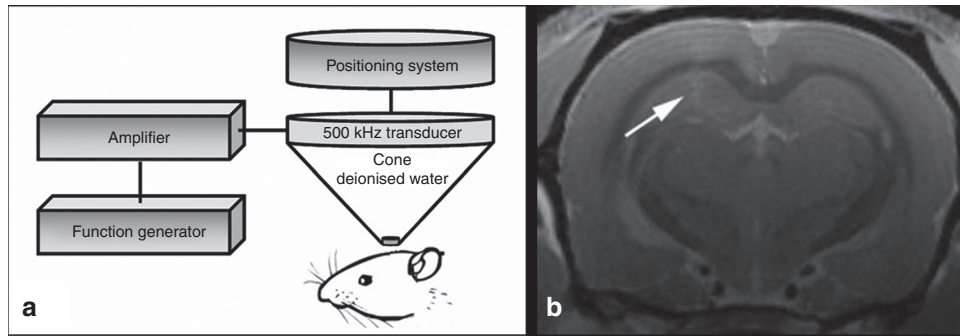 Positioning system
Amplifier
500 kHz transducer
Cone
deionised water
Function generator
a
b